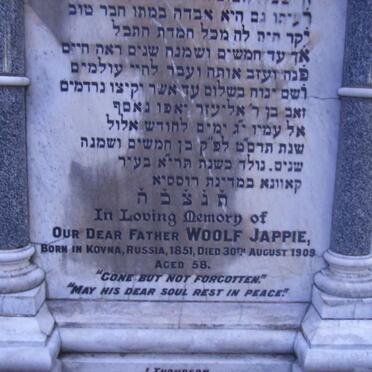 רעיתו גם היא אבדה במתו חבר טוב
יקר היה לה מכל חמדת התבל
אך עד חמשים ושמנה שנים ראה חיים
פנה ועזב אותה ועבר לחיי עולמים
ושם ינוח בשלום עד אשר יקיצו נרדמים
זאב בן ר׳ אליעזר יאפו נאסף
אל עמיו י״ג ימים לחודש אלול
שנת תרס״ט לפ״ק בן חמשים ושמנה
שנים. נולד בשנת תרי״א בעיר
קאוונא במדינת רוססיא
ת נ צ ב ה
In Loving Memory of
OUR DEAR FATHER WOOLF JAPPIE,
BORN IN KOVNA, RUSSIA, 1851, DIED 30TH AUGUST 1909
AGED 58.
"GONE BUT NOT FORGOTTEN."
"MAY HIS DEAR SOUL REST IN PEACE."
J. THOMPSON